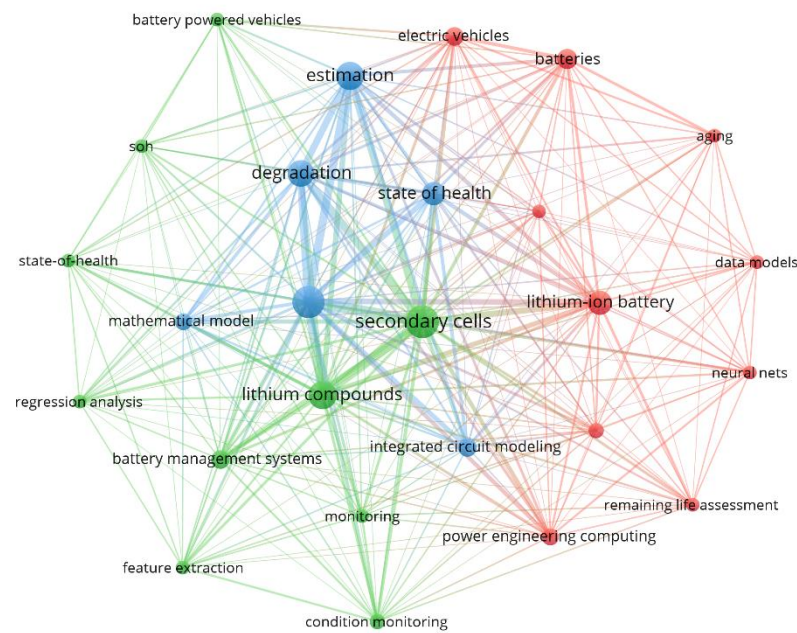 battery powered vehicles
electric vehicles
batteries
estimation
aging
soh
degradation
state of health
state-of-health
data models
lithium-ion battery
mathematical model
secondary cells
neural nets
lithium compounds
regression analysis
integrated circuit modeling
battery management systems
remaining life assessment
monitoring
power engineering computing
feature extraction
condition monitoring